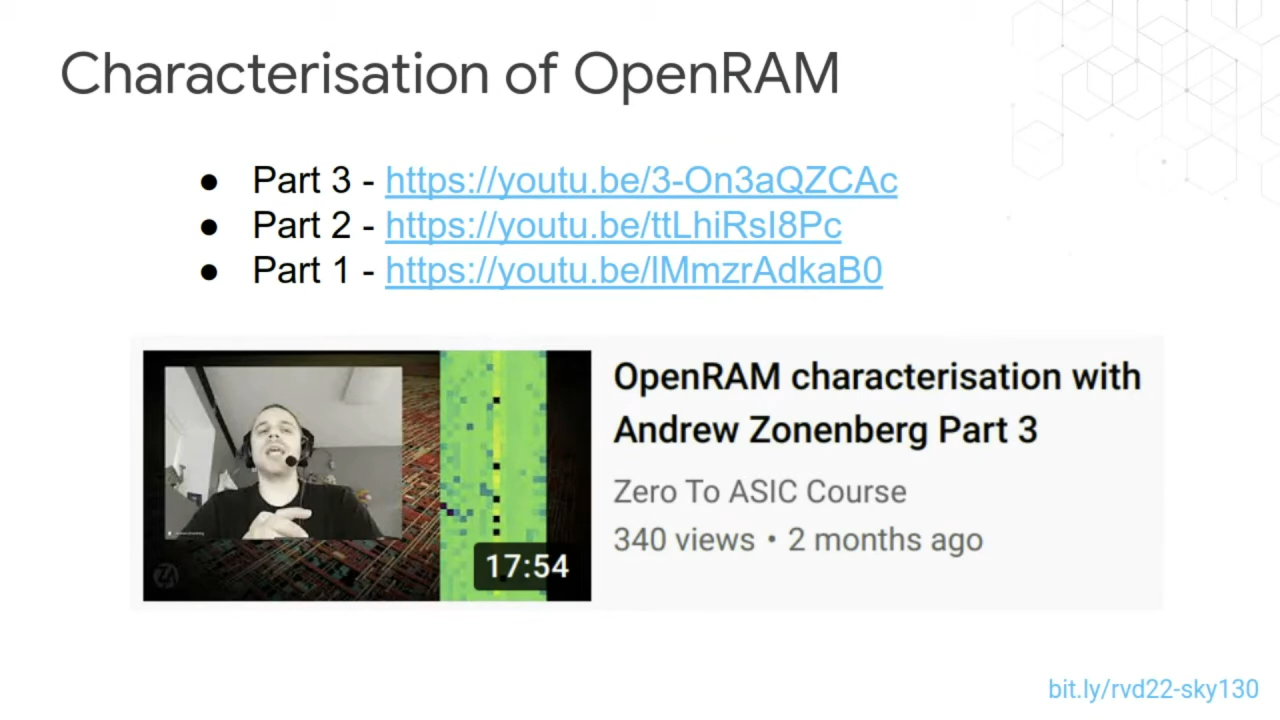 Characterisation of OpenRAM
● Part 3 - https://youtu.be/3-On3aQZCAc
● Part 2 - https://youtu.be/ttLhiRsI8Pc
● Part 1 - https://youtu.be/lMmzrAdkaB0
OpenRAM characterisation with
Andrew Zonenberg Part 3
Zero To ASIC Course
340 views • 2 months ago
17:54
bit.ly/rvd22-sky130